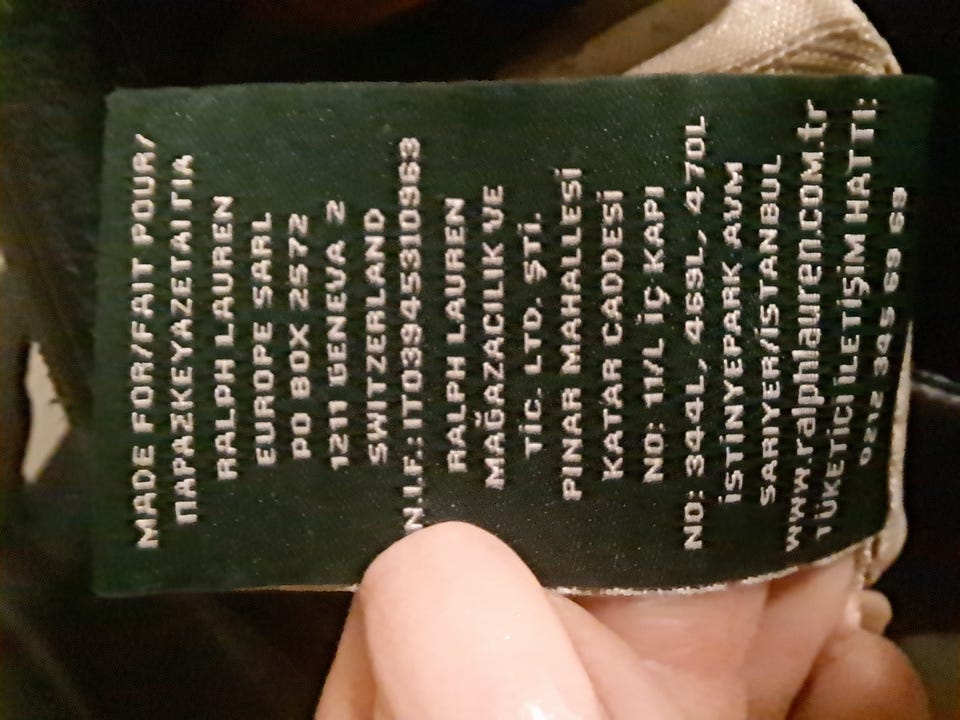 MADE FOR/FAIT POUR/
ΠΑΡΑΣΚΕΥΑΖΕΤΑΙ ΓΙΑ
RALPH LAUREN
EUROPE SARL
PO BOX 2572
1211 GENEVA 2
SWITZERLAND
N.I.F.: IT03945310963
RALPH LAUREN
MAĞAZACILIK VE
TİC. LTD. ŞTİ.
PINAR MAHALLESİ
KATAR CADDESİ
NO: 11/L İÇ KAPI
NO: 344L, 469L, 470L
İSTİNYEPARK AVM
SARIYER/İSTANBUL
www.ralphlauren.com.tr
TÜKETİCİ İLETİŞİM HATTI:
0212 345 69 69